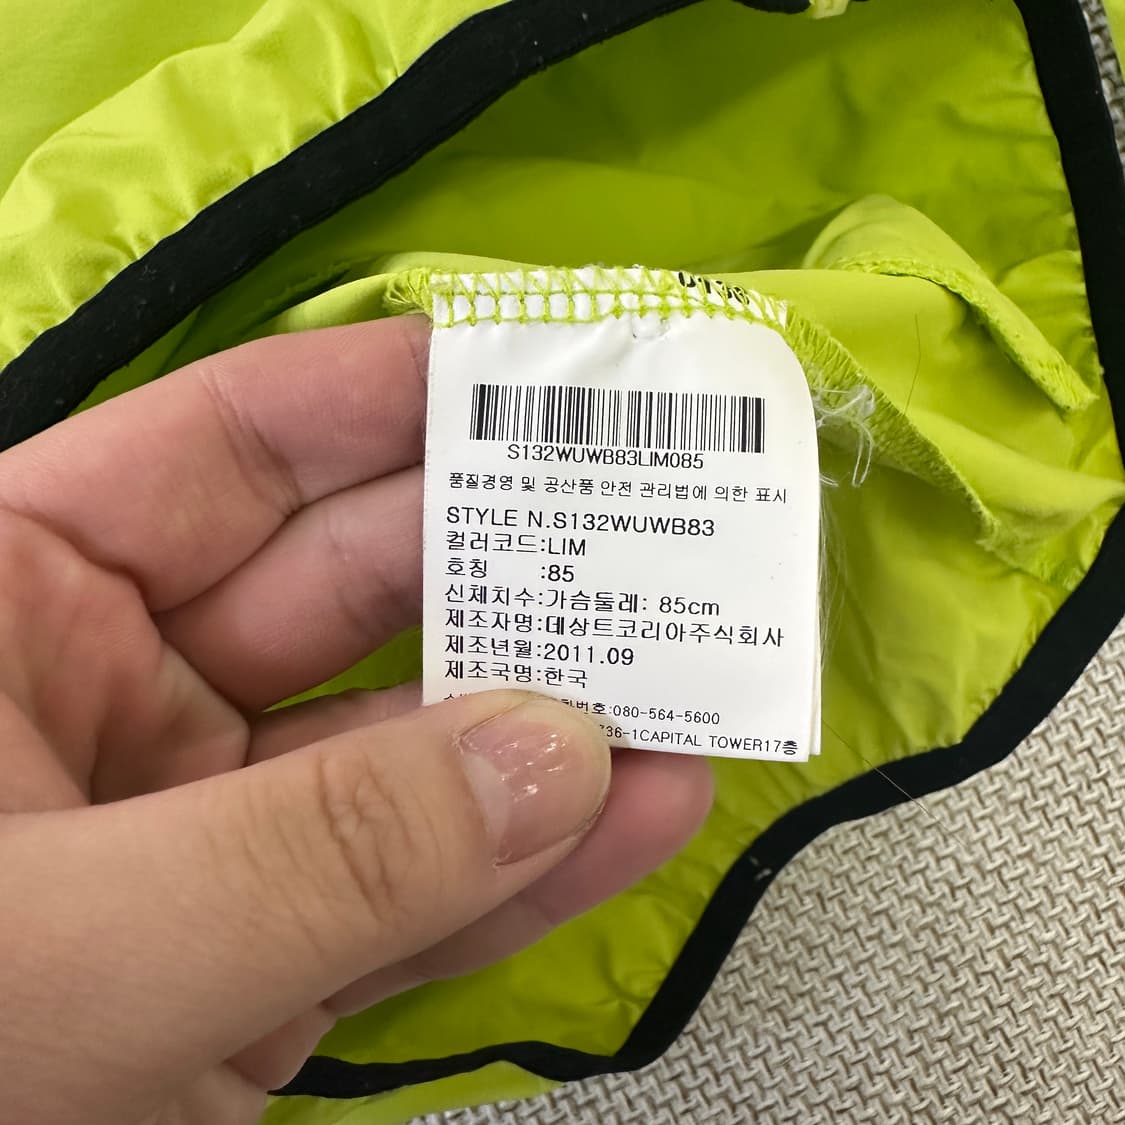 S132WUWB83LIM085
품질경영 및 공산품 안전 관리법에 의한 표시
STYLE N.S132WUWB83
컬러코드:LIM
호칭 :85
신체치수:가슴둘레: 85cm
제조자명:데상트코리아주식회사
제조년월:2011.09
제조국명:한국
화번호:080-564-5600
736-1CAPITAL TOWER17층